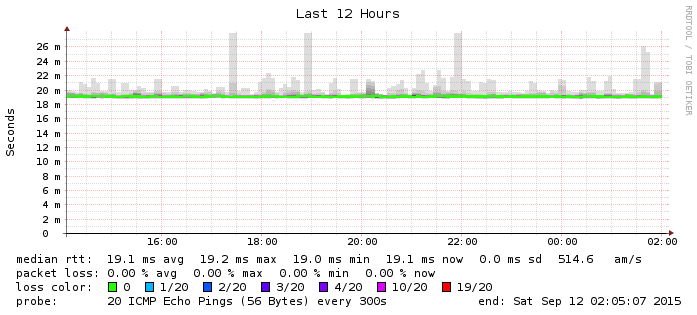 Last 12 Hours
RRDTOOL / TOBI OETIKER
Seconds
26 m
24 m
22 m
20 m
18 m
16 m
14 m
12 m
10 m
8 m
6 m
4 m
2 m
0
16:00 18:00 20:00 22:00 00:00 02:00
median rtt: 19.1 ms avg 19.2 ms max 19.0 ms min 19.1 ms now 0.0 ms sd 514.6 am/s
packet loss: 0.00 % avg 0.00 % max 0.00 % min 0.00 % now
loss color: 0 1/20 2/20 3/20 4/20 10/20 19/20
probe: 20 ICMP Echo Pings (56 Bytes) every 300s end: Sat Sep 12 02:05:07 2015